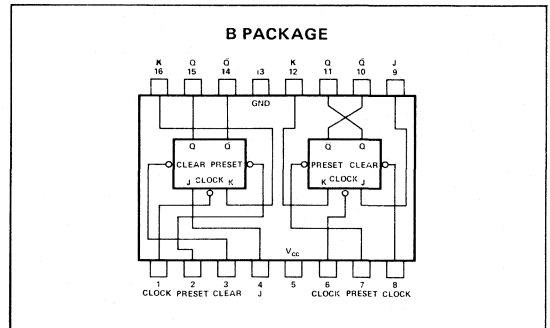 B PACKAGE
K Q Q̄ K Q Q̄ J
16 15 14 13 12 11 10 9
GND
Q Q̄ Q Q̄
CLEAR PRESET PRESET CLEAR
J CLOCK K K CLOCK J
V_CC
1 2 3 4 5 6 7 8
CLOCK PRESET CLEAR J CLOCK PRESET CLOCK